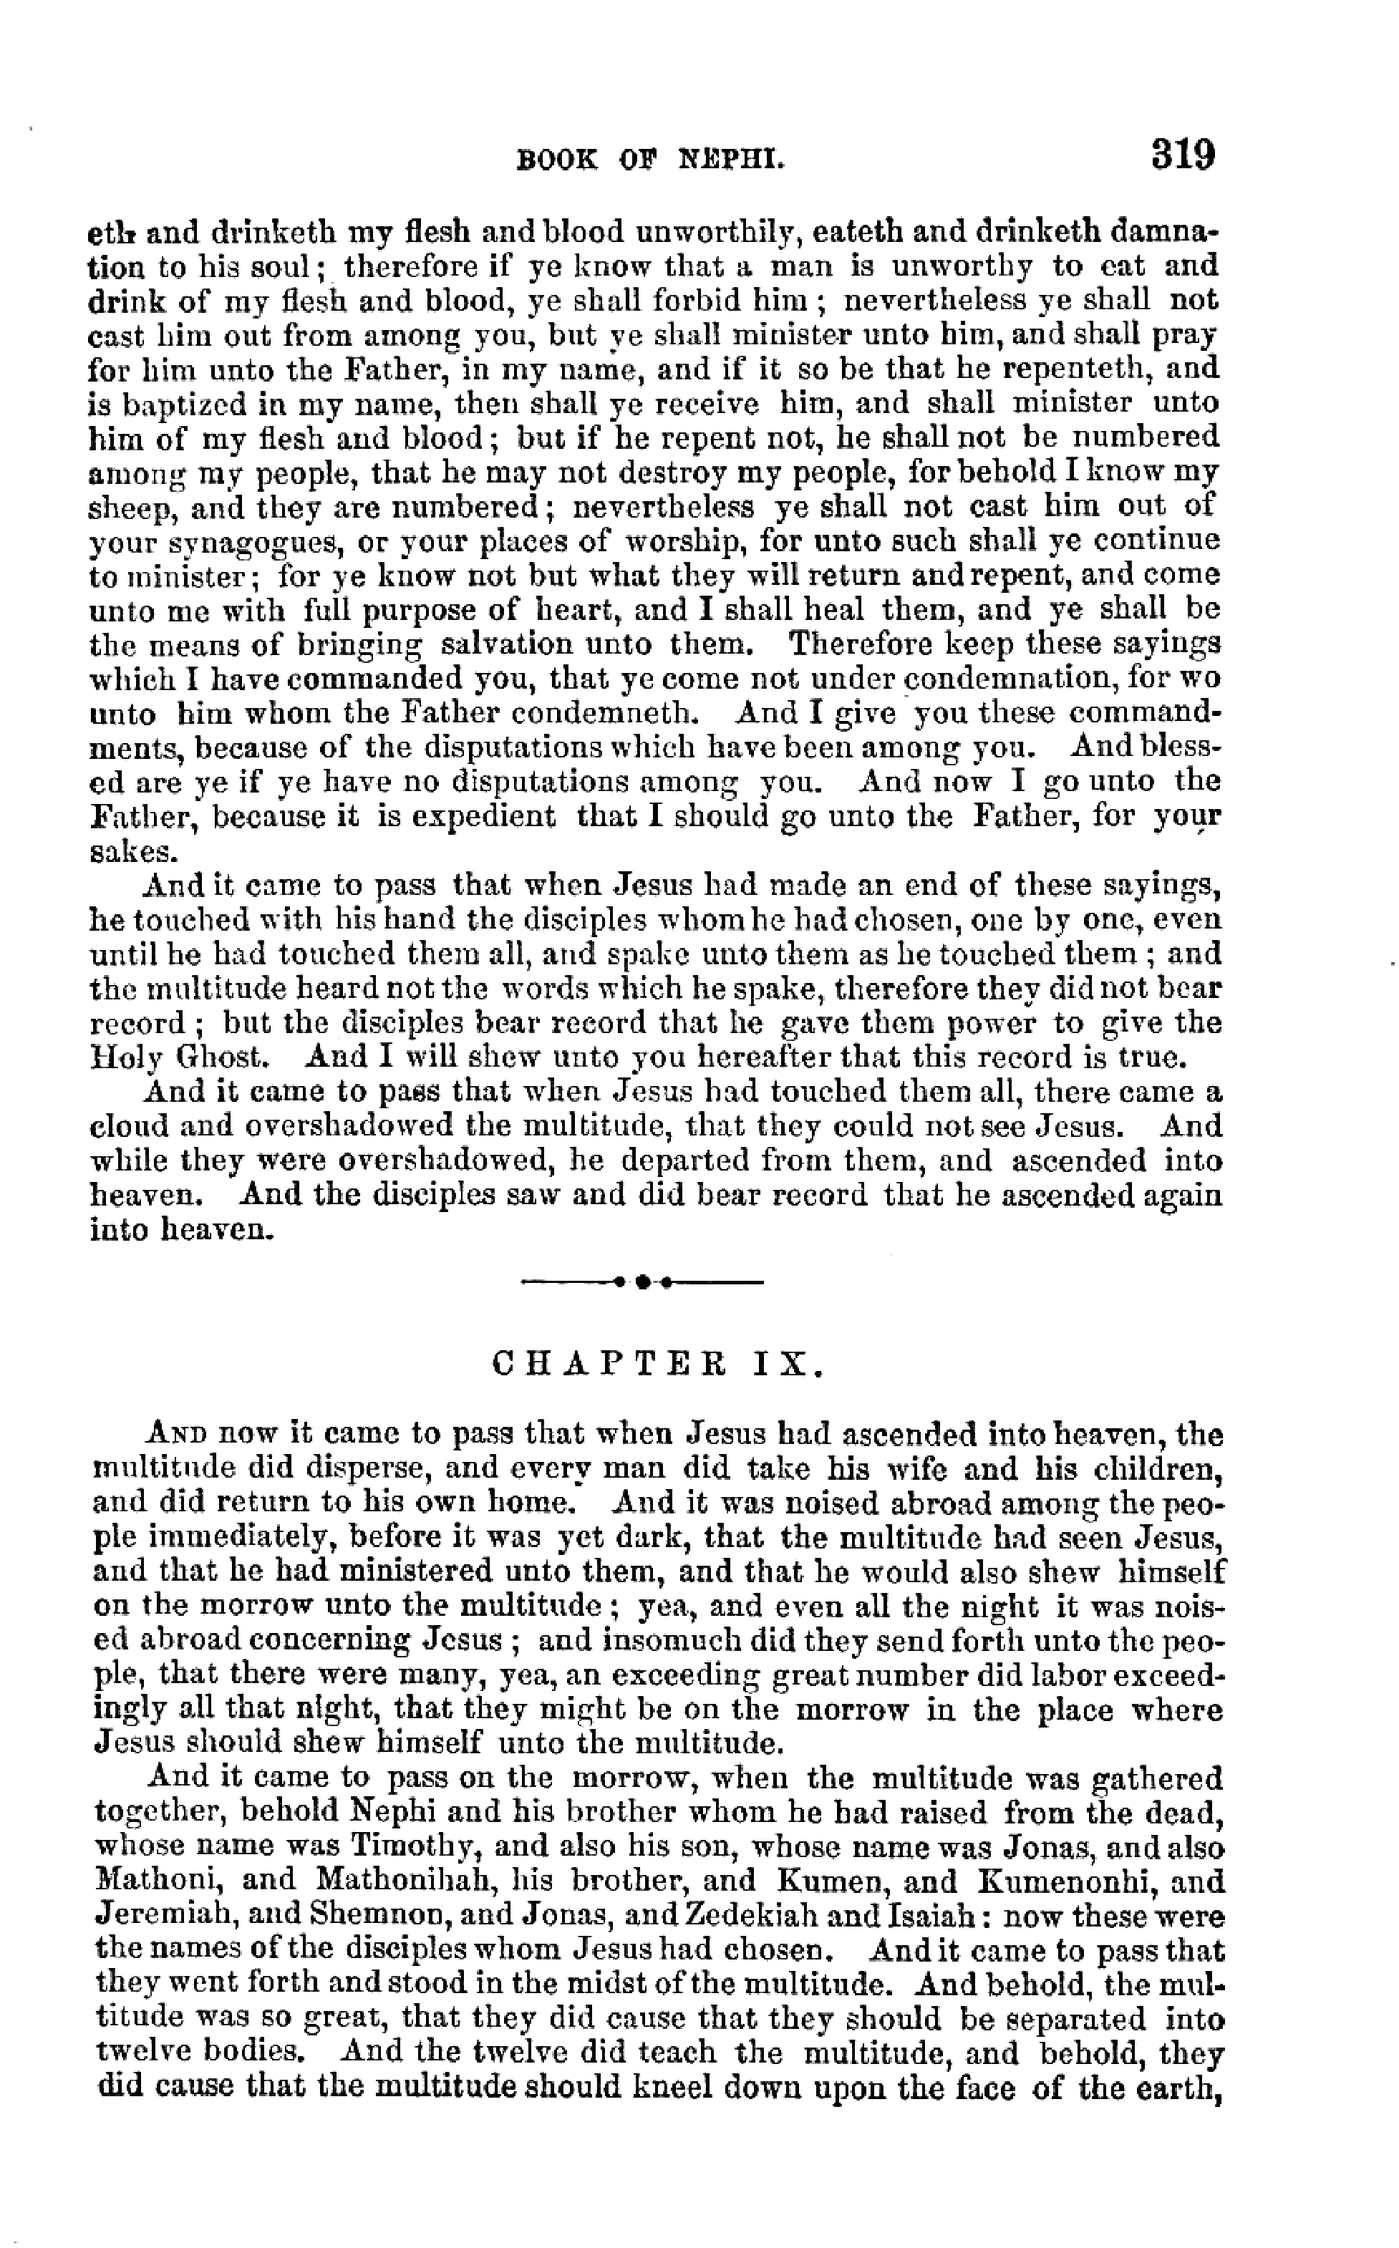 BOOK OF NEPHI. 319
eth and drinketh my flesh and blood unworthily, eateth and drinketh damna-
tion to his soul; therefore if ye know that a man is unworthy to eat and
drink of my flesh and blood, ye shall forbid him; nevertheless ye shall not
cast him out from among you, but ye shall minister unto him, and shall pray
for him unto the Father, in my name, and if it so be that he repenteth, and
is baptized in my name, then shall ye receive him, and shall minister unto
him of my flesh and blood; but if he repent not, he shall not be numbered
among my people, that he may not destroy my people, for behold I know my
sheep, and they are numbered; nevertheless ye shall not cast him out of
your synagogues, or your places of worship, for unto such shall ye continue
to minister; for ye know not but what they will return and repent, and come
unto me with full purpose of heart, and I shall heal them, and ye shall be
the means of bringing salvation unto them. Therefore keep these sayings
which I have commanded you, that ye come not under condemnation, for wo
unto him whom the Father condemneth. And I give you these command-
ments, because of the disputations which have been among you. And bless-
ed are ye if ye have no disputations among you. And now I go unto the
Father, because it is expedient that I should go unto the Father, for your
sakes.
And it came to pass that when Jesus had made an end of these sayings,
he touched with his hand the disciples whom he had chosen, one by one, even
until he had touched them all, and spake unto them as he touched them; and
the multitude heard not the words which he spake, therefore they did not bear
record; but the disciples bear record that he gave them power to give the
Holy Ghost. And I will shew unto you hereafter that this record is true.
And it came to pass that when Jesus had touched them all, there came a
cloud and overshadowed the multitude, that they could not see Jesus. And
while they were overshadowed, he departed from them, and ascended into
heaven. And the disciples saw and did bear record that he ascended again
into heaven.
CHAPTER IX.
AND now it came to pass that when Jesus had ascended into heaven, the
multitude did disperse, and every man did take his wife and his children,
and did return to his own home. And it was noised abroad among the peo-
ple immediately, before it was yet dark, that the multitude had seen Jesus,
and that he had ministered unto them, and that he would also shew himself
on the morrow unto the multitude; yea, and even all the night it was nois-
ed abroad concerning Jesus; and insomuch did they send forth unto the peo-
ple, that there were many, yea, an exceeding great number did labor exceed-
ingly all that night, that they might be on the morrow in the place where
Jesus should shew himself unto the multitude.
And it came to pass on the morrow, when the multitude was gathered
together, behold Nephi and his brother whom he had raised from the dead,
whose name was Timothy, and also his son, whose name was Jonas, and also
Mathoni, and Mathonihah, his brother, and Kumen, and Kumenonhi, and
Jeremiah, and Shemnon, and Jonas, and Zedekiah and Isaiah: now these were
the names of the disciples whom Jesus had chosen. And it came to pass that
they went forth and stood in the midst of the multitude. And behold, the mul-
titude was so great, that they did cause that they should be separated into
twelve bodies. And the twelve did teach the multitude, and behold, they
did cause that the multitude should kneel down upon the face of the earth,